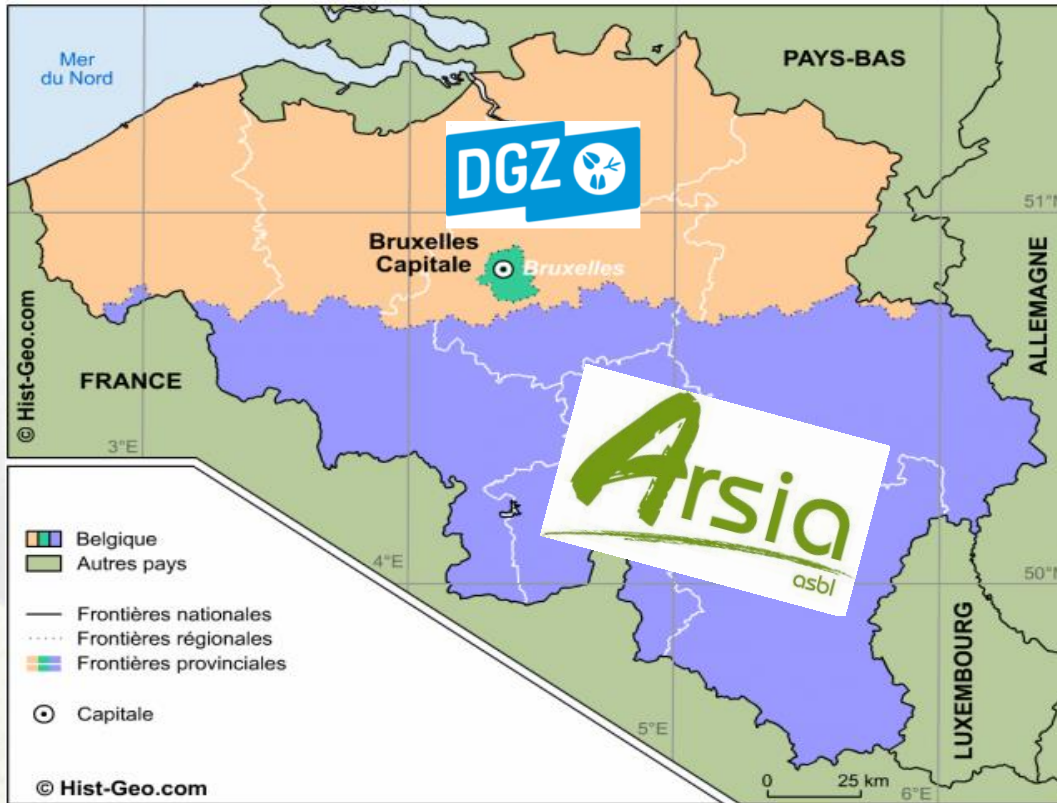 Mer
du Nord
PAYS-BAS
DGZ
51°N
Bruxelles
Capitale
Bruxelles
ALLEMAGNE
© Hist-Geo.com
FRANCE
3°E
Arsia
asbl
Belgique
Autres pays
4°E
50°N
Frontières nationales
Frontières régionales
Frontières provinciales
LUXEMBOURG
Capitale
5°E
© Hist-Geo.com
0 25 km
6°E